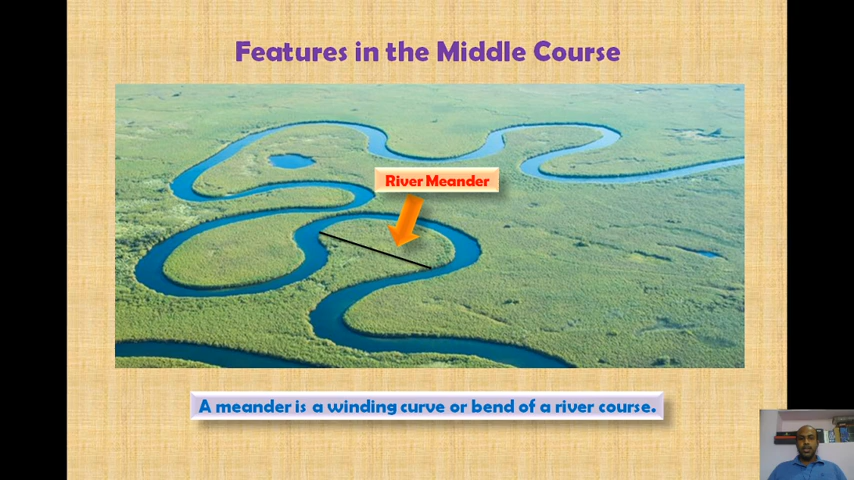 Features in the Middle Course
River Meander
A meander is a winding curve or bend of a river course.